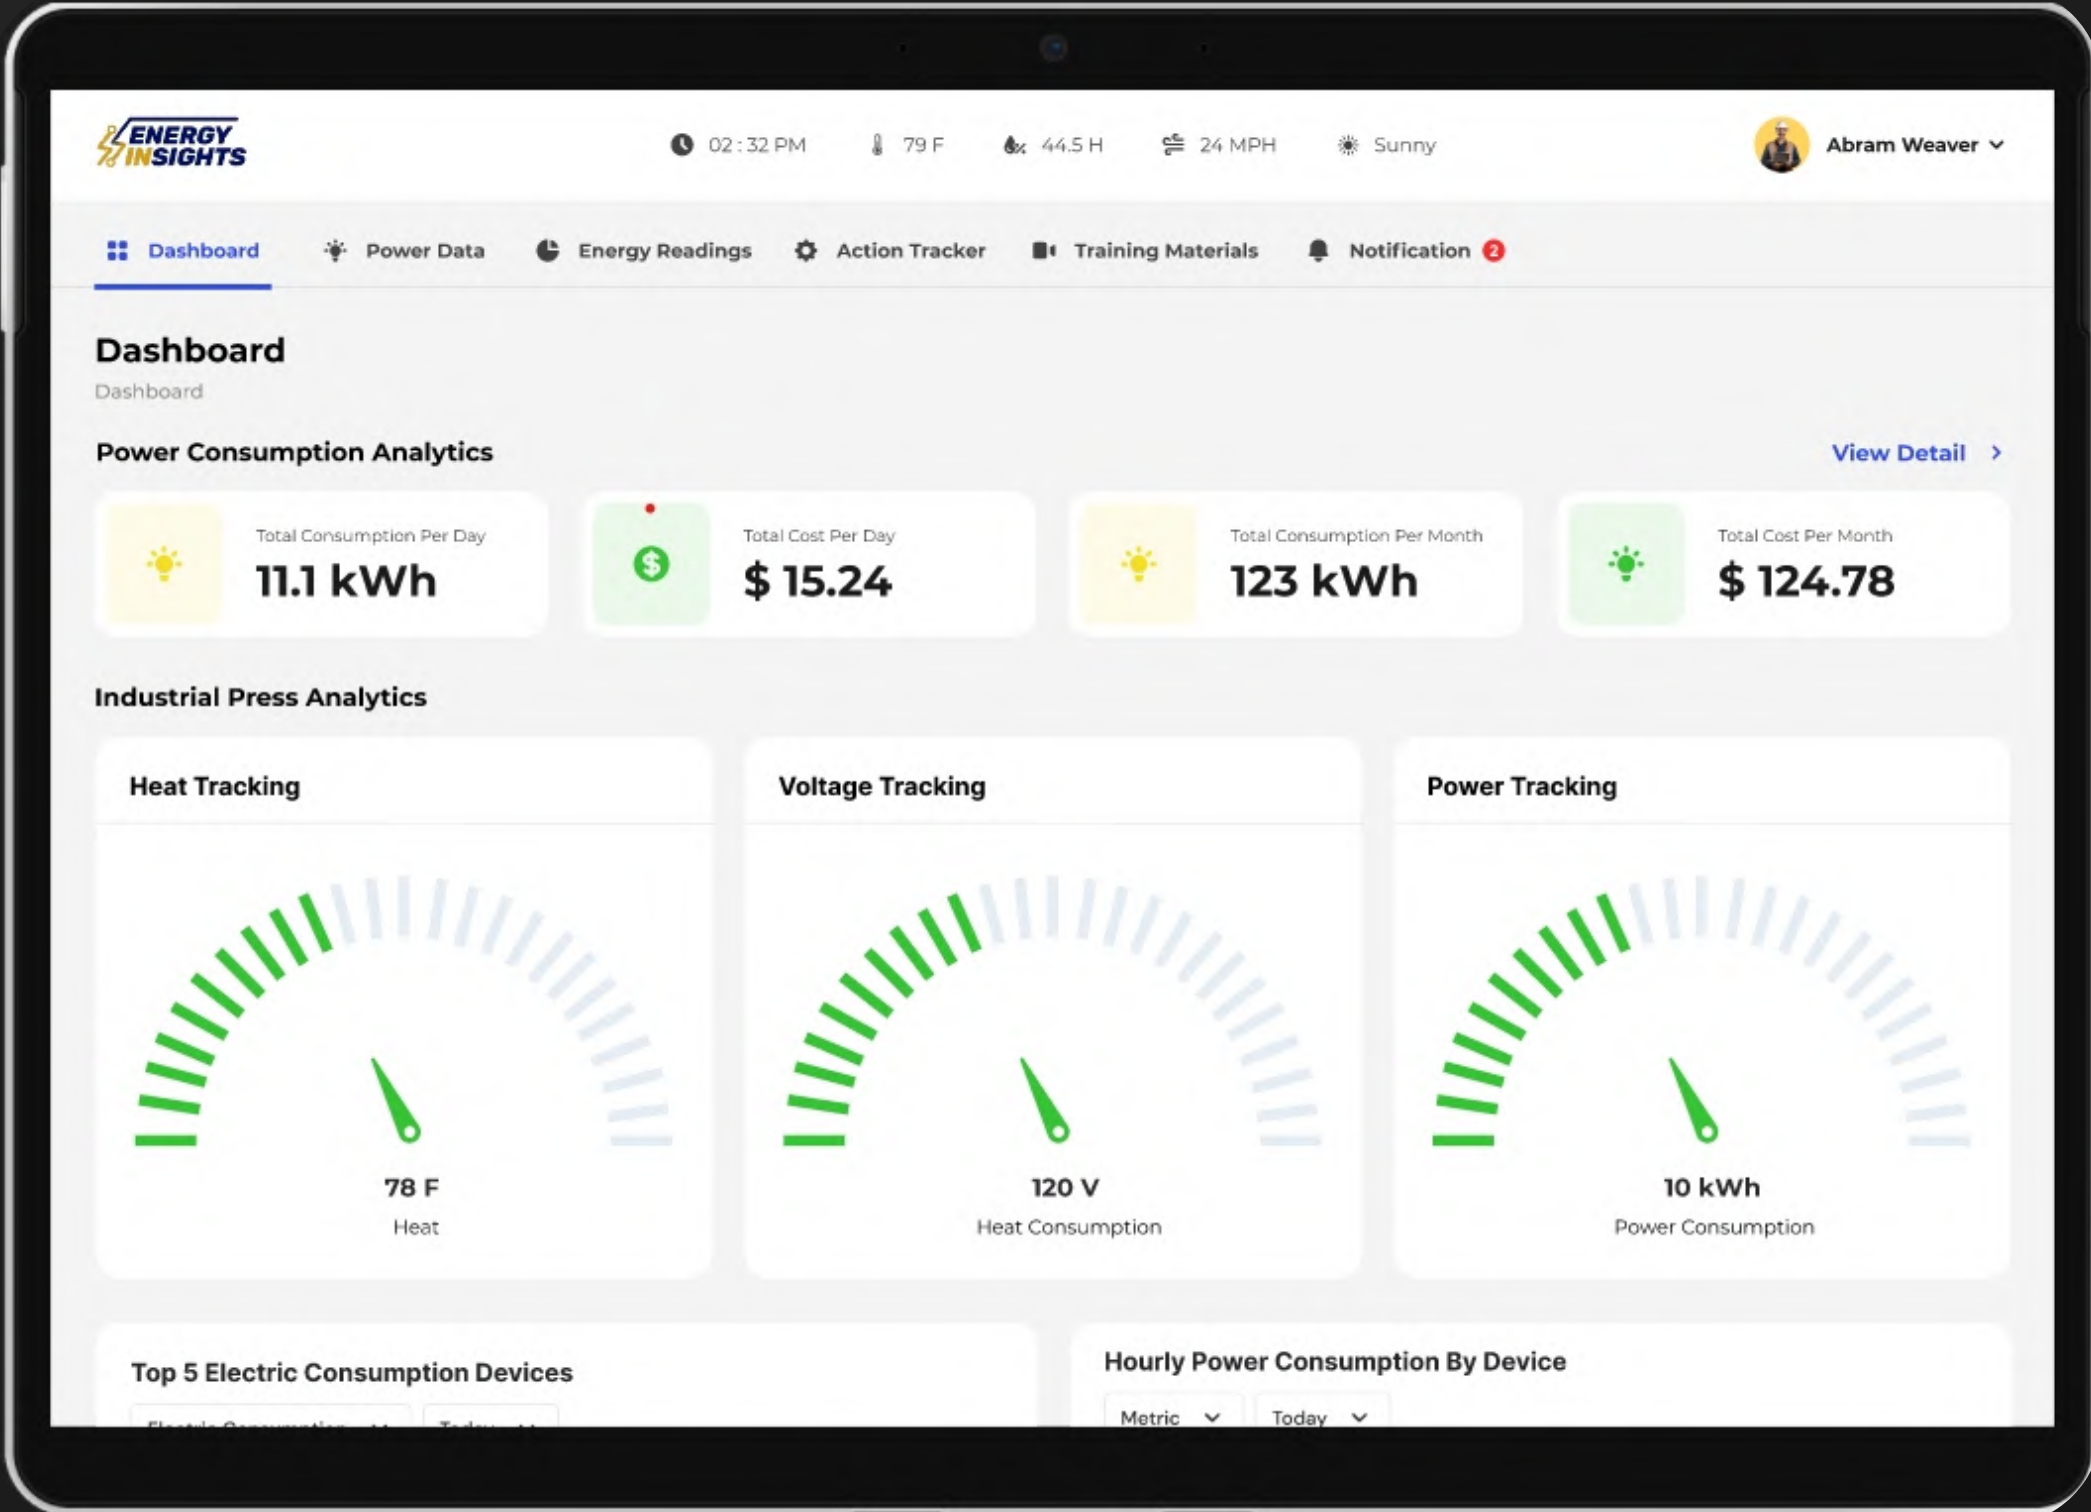 ENERGY
INSIGHTS
02 : 32 PM
79 F
44.5 H
24 MPH
Sunny
Abram Weaver
Dashboard
Power Data
Energy Readings
Action Tracker
Training Materials
Notification 2
Dashboard
Dashboard
Power Consumption Analytics
View Detail
Total Consumption Per Day
11.1 kWh
Total Cost Per Day
$ 15.24
Total Consumption Per Month
123 kWh
Total Cost Per Month
$ 124.78
Industrial Press Analytics
Heat Tracking
78 F
Heat
Voltage Tracking
120 V
Heat Consumption
Power Tracking
10 kWh
Power Consumption
Top 5 Electric Consumption Devices
Electric Consumption
Today
Hourly Power Consumption By Device
Metric
Today